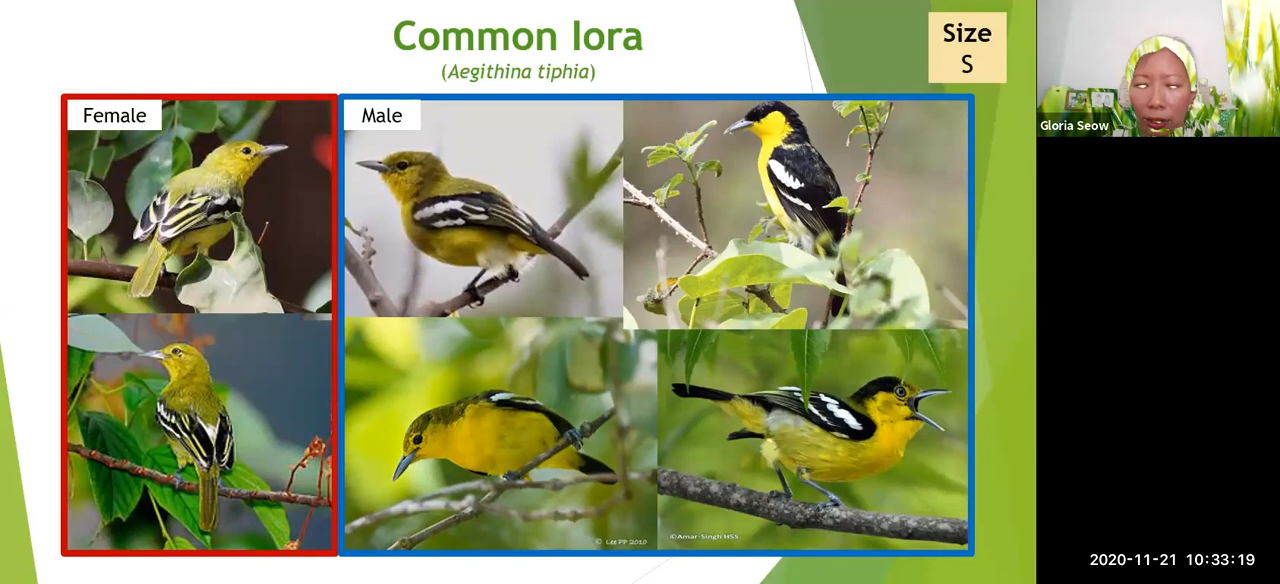 Common Iora
(Aegithina tiphia)
Size
S
Female
Male
© Lee PP 2010
©Amar-Singh HSS
Gloria Seow
2020-11-21 10:33:19